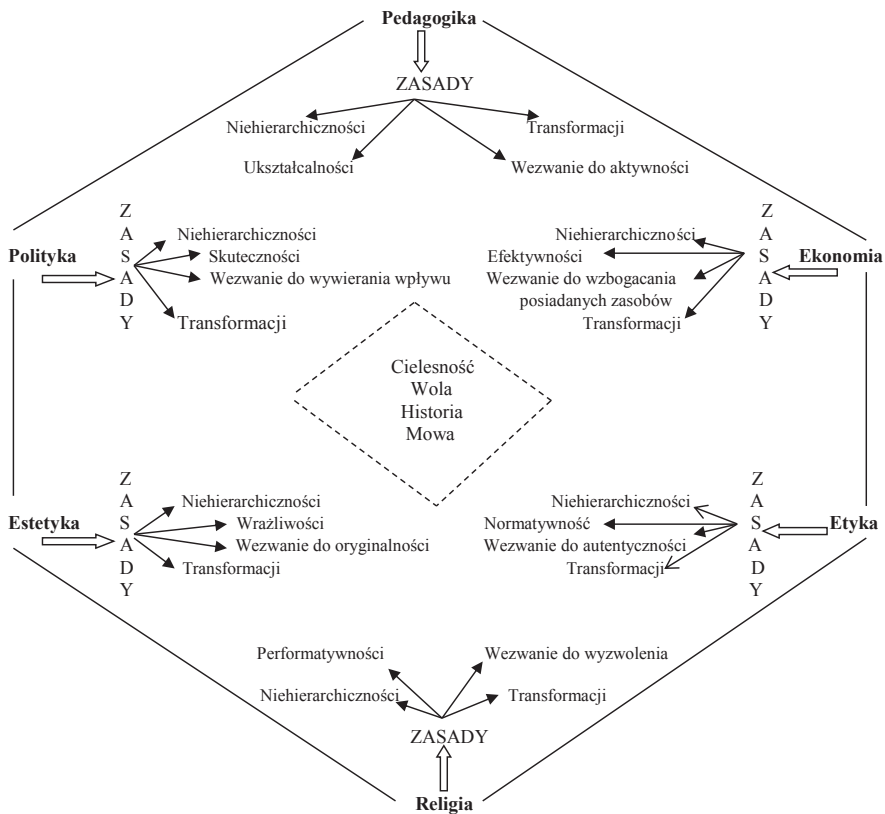 Pedagogika
ZASADY
Niehierarchiczności
Transformacji
Ukształcalności
Wezwanie do aktywności
Polityka
Z
A
S
A
D
Y
Niehierarchiczności
Skuteczności
Wezwanie do wywierania wpływu
Transformacji
Niehierarchiczności
Efektywności
Wezwanie do wzbogacania
posiadanych zasobów
Transformacji
Z
A
S
A
D
Y
Ekonomia
Cielesność
Wola
Historia
Mowa
Estetyka
Z
A
S
A
D
Y
Niehierarchiczności
Wrażliwości
Wezwanie do oryginalności
Transformacji
Niehierarchiczności
Normatywność
Wezwanie do autentyczności
Transformacji
Z
A
S
A
D
Y
Etyka
Performatywności
Wezwanie do wyzwolenia
Niehierarchiczności
Transformacji
ZASADY
Religia